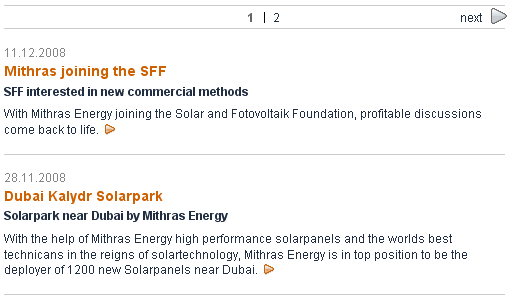 1 | 2 next
11.12.2008
Mithras joining the SFF
SFF interested in new commercial methods
With Mithras Energy joining the Solar and Fotovoltaik Foundation, profitable discussions
come back to life.
28.11.2008
Dubai Kalydr Solarpark
Solarpark near Dubai by Mithras Energy
With the help of Mithras Energy high performance solarpanels and the worlds best
technicans in the reigns of solartechnology, Mithras Energy is in top position to be the
deployer of 1200 new Solarpanels near Dubai.